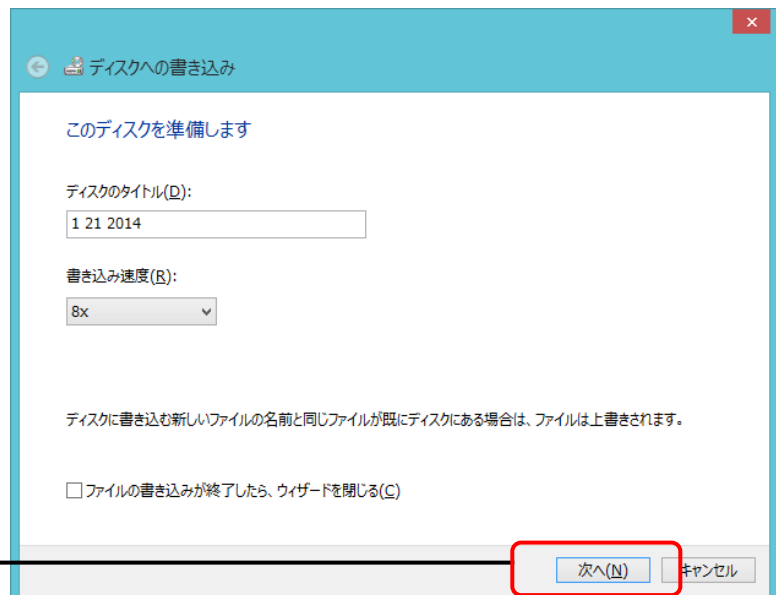 ディスクへの書き込み
このディスクを準備します
ディスクのタイトル(D):
1 21 2014
書き込み速度(R):
8x
ディスクに書き込む新しいファイルの名前と同じファイルが既にディスクにある場合は、ファイルは上書きされます。
ファイルの書き込みが終了したら、ウィザードを閉じる(C)
次へ(N) キャンセル